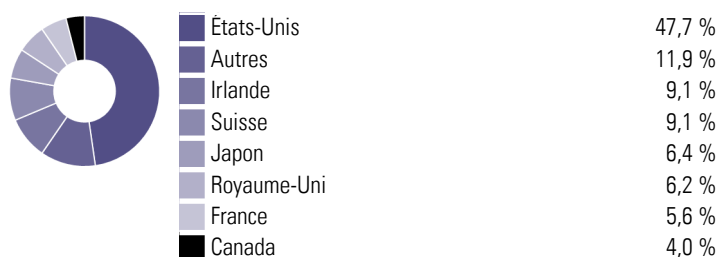 États-Unis 47,7 %
Autres 11,9 %
Irlande 9,1 %
Suisse 9,1 %
Japon 6,4 %
Royaume-Uni 6,2 %
France 5,6 %
Canada 4,0 %